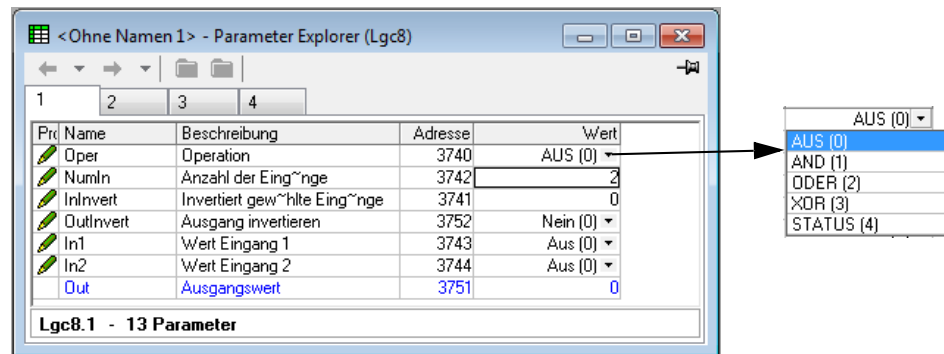 <Ohne Namen 1> - Parameter Explorer (Lgc8)
1 2 3 4
Prc Name Beschreibung Adresse Wert
Oper Operation 3740 AUS (0)
NumIn Anzahl der Eing~nge 3742 2
InInvert Invertiert gew~hlte Eing~nge 3741 0
OutInvert Ausgang invertieren 3752 Nein (0)
In1 Wert Eingang 1 3743 Aus (0)
In2 Wert Eingang 2 3744 Aus (0)
Out Ausgangswert 3751 0
Lgc8.1 - 13 Parameter
AUS (0)
AUS (0)
AND (1)
ODER (2)
XOR (3)
STATUS (4)